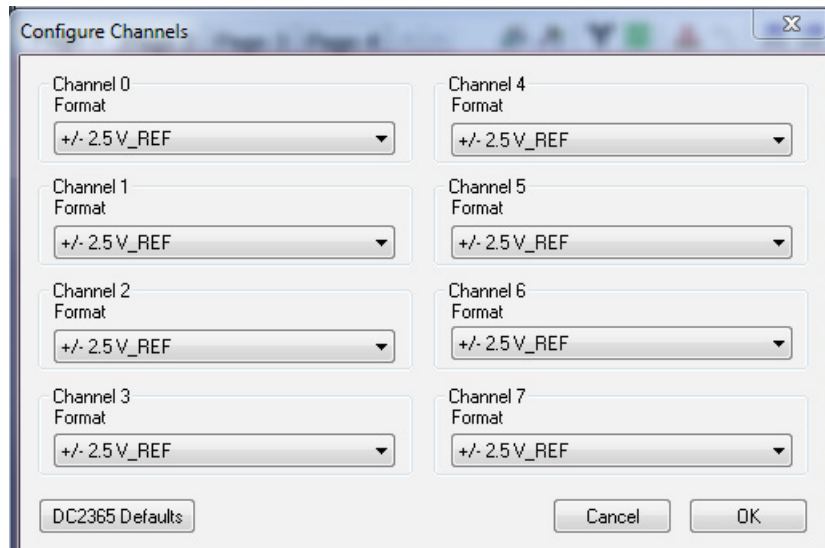 Configure Channels
Channel 0
Format
+/- 2.5 V_REF
Channel 1
Format
+/- 2.5 V_REF
Channel 2
Format
+/- 2.5 V_REF
Channel 3
Format
+/- 2.5 V_REF
Channel 4
Format
+/- 2.5 V_REF
Channel 5
Format
+/- 2.5 V_REF
Channel 6
Format
+/- 2.5 V_REF
Channel 7
Format
+/- 2.5 V_REF
DC2365 Defaults
Cancel
OK